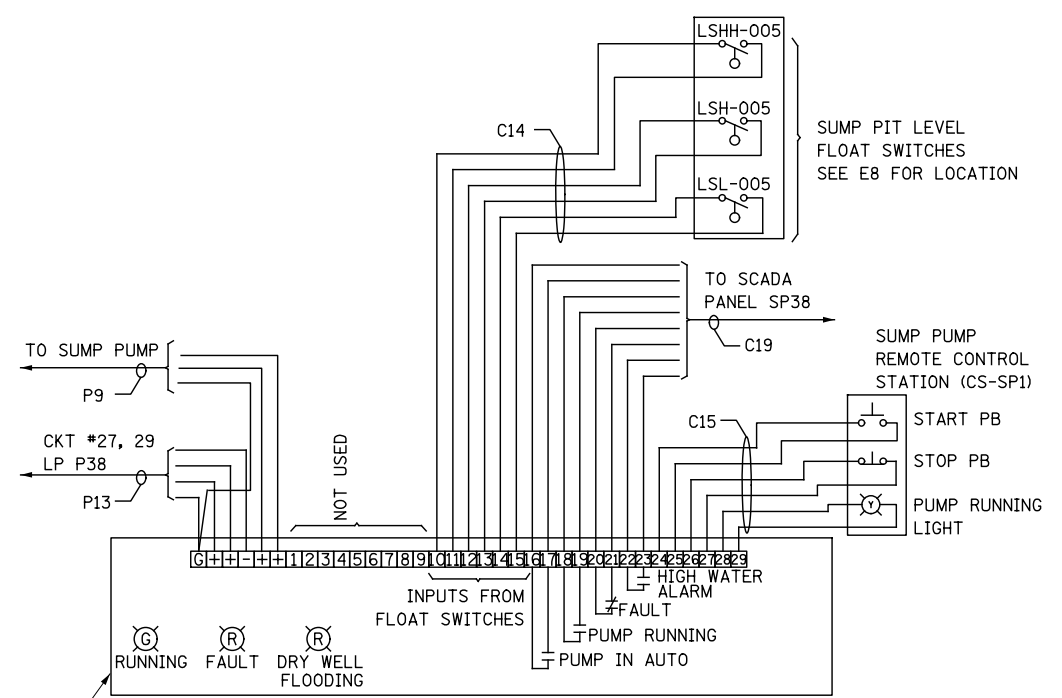 LSHH-005
LSH-005
C14
SUMP PIT LEVEL
FLOAT SWITCHES
SEE E8 FOR LOCATION
LSL-005
TO SCADA
PANEL SP38
C19
TO SUMP PUMP
P9
SUMP PUMP
REMOTE CONTROL
STATION (CS-SP1)
C15
START PB
CKT #27, 29
LP P38
P13
NOT USED
STOP PB
Y
PUMP RUNNING
LIGHT
G + + - + + 1 2 3 4 5 6 7 8 9 10 11 12 13 14 15 16 17 18 19 20 21 22 23 24 25 26 27 28 29
HIGH WATER
ALARM
INPUTS FROM
FLOAT SWITCHES
FAULT
PUMP RUNNING
PUMP IN AUTO
G
RUNNING
R
FAULT
R
DRY WELL
FLOODING